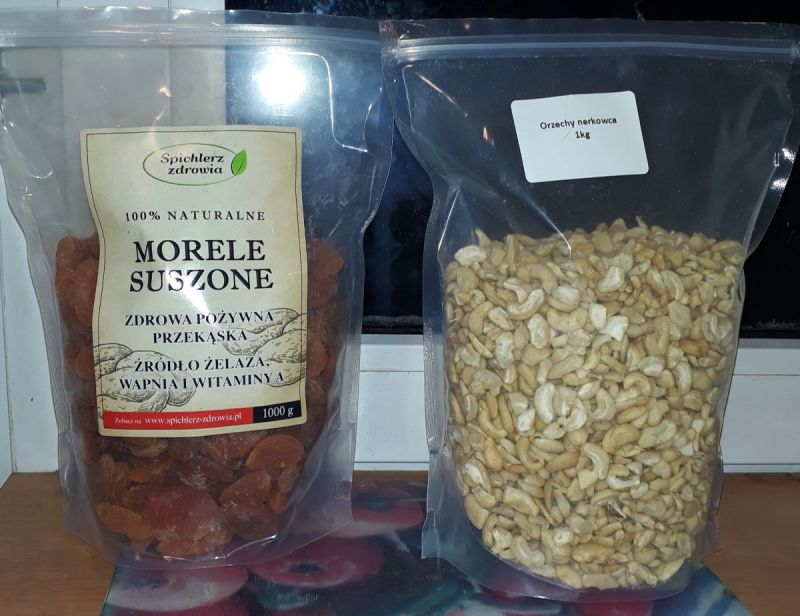 Spichlerz
zdrowia
100% NATURALNE
MORELE
SUSZONE
ZDROWA POŻYWNA
PRZEKĄSKA
ŹRÓDŁO ŻELAZA,
WAPNIA I WITAMINY A
Zobacz na www.spichlerz-zdrowia.pl 1000 g
Orzechy nerkowca
1kg